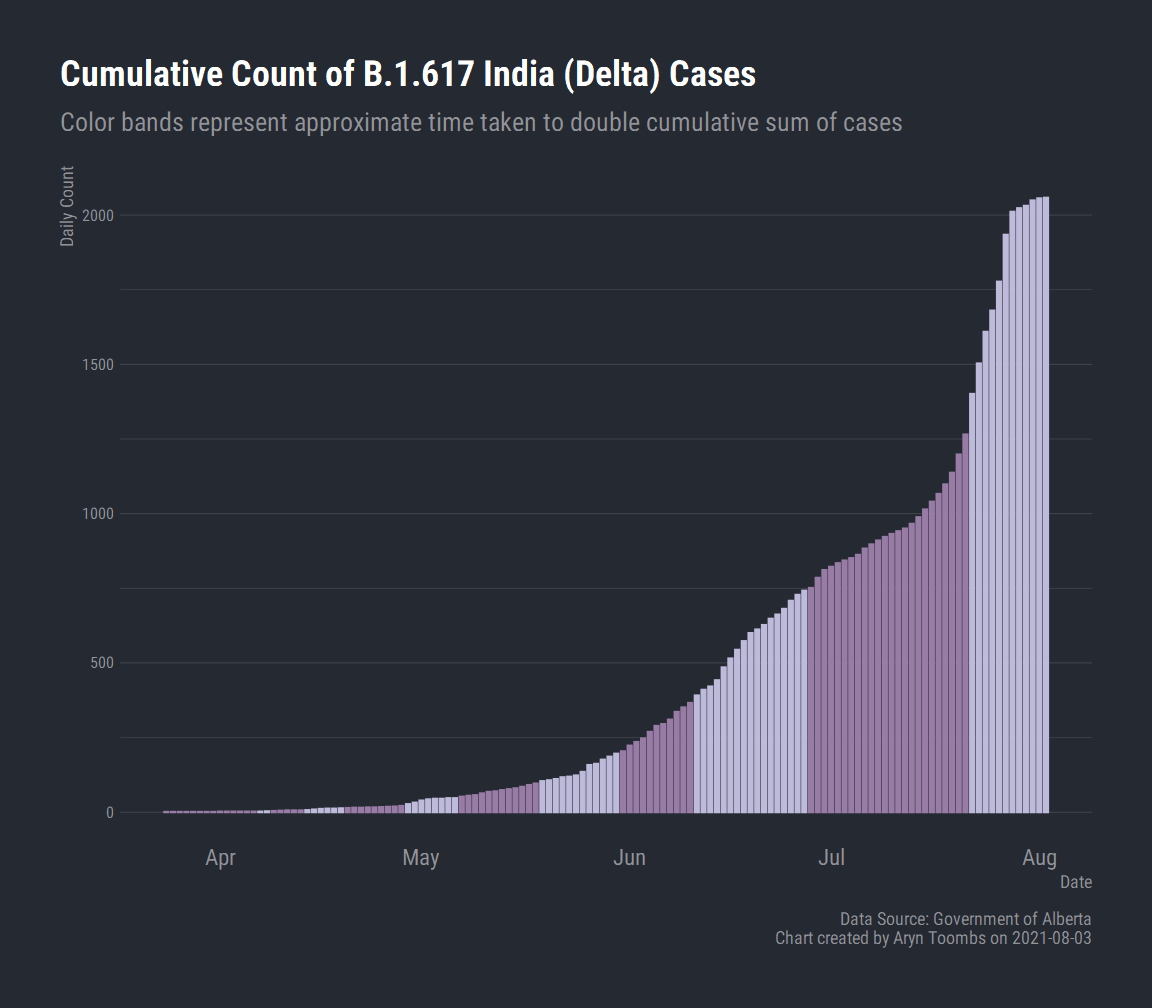 Cumulative Count of B.1.617 India (Delta) Cases
Color bands represent approximate time taken to double cumulative sum of cases
Daily Count
2000
1500
1000
500
0
Apr May Jun Jul Aug
Date
Data Source: Government of Alberta
Chart created by Aryn Toombs on 2021-08-03